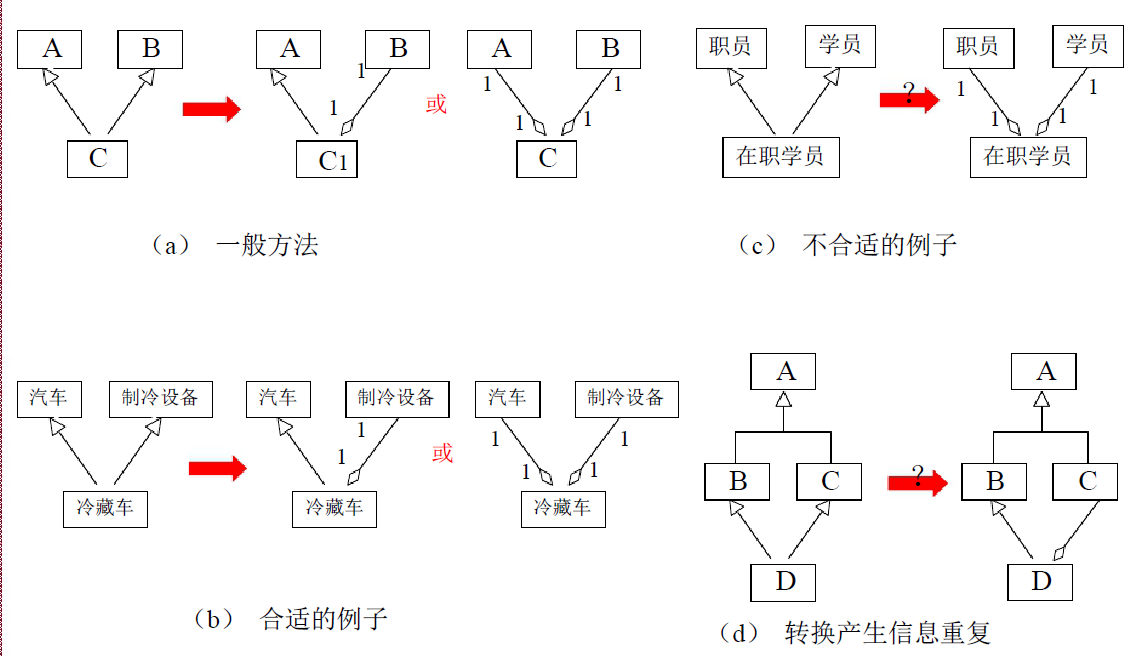 A B
C
A B
1
1
C1
或
A B
1 1
1 1
C
(a) 一般方法
职员 学员
在职学员
?
职员 学员
1 1
1 1
在职学员
(c) 不合适的例子
汽车 制冷设备
冷藏车
汽车 制冷设备
1
1
冷藏车
或
汽车 制冷设备
1 1
1 1
冷藏车
(b) 合适的例子
A
B C
D
?
A
B C
D
(d) 转换产生信息重复